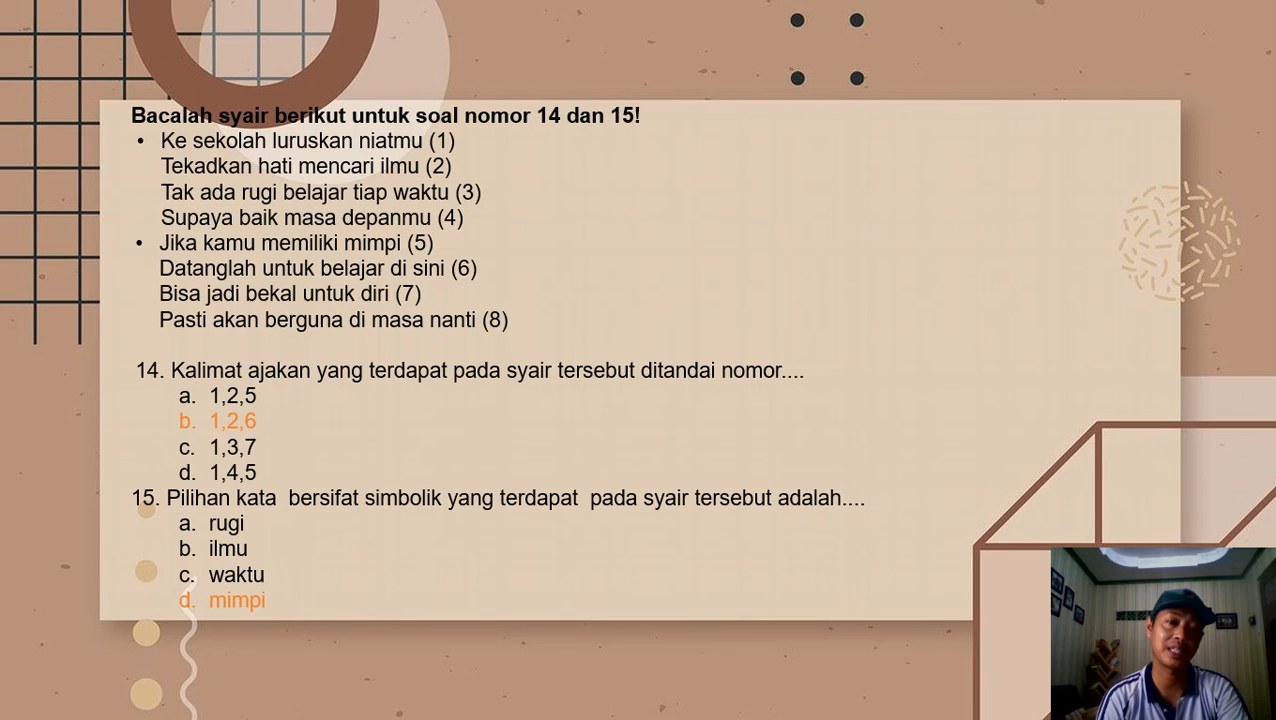 Bacalah syair berikut untuk soal nomor 14 dan 15!
• Ke sekolah luruskan niatmu (1)
Tekadkan hati mencari ilmu (2)
Tak ada rugi belajar tiap waktu (3)
Supaya baik masa depanmu (4)
• Jika kamu memiliki mimpi (5)
Datanglah untuk belajar di sini (6)
Bisa jadi bekal untuk diri (7)
Pasti akan berguna di masa nanti (8)
14. Kalimat ajakan yang terdapat pada syair tersebut ditandai nomor....
a. 1,2,5
b. 1,2,6
c. 1,3,7
d. 1,4,5
15. Pilihan kata  bersifat simbolik yang terdapat  pada syair tersebut adalah....
a. rugi
b. ilmu
c. waktu
d. mimpi